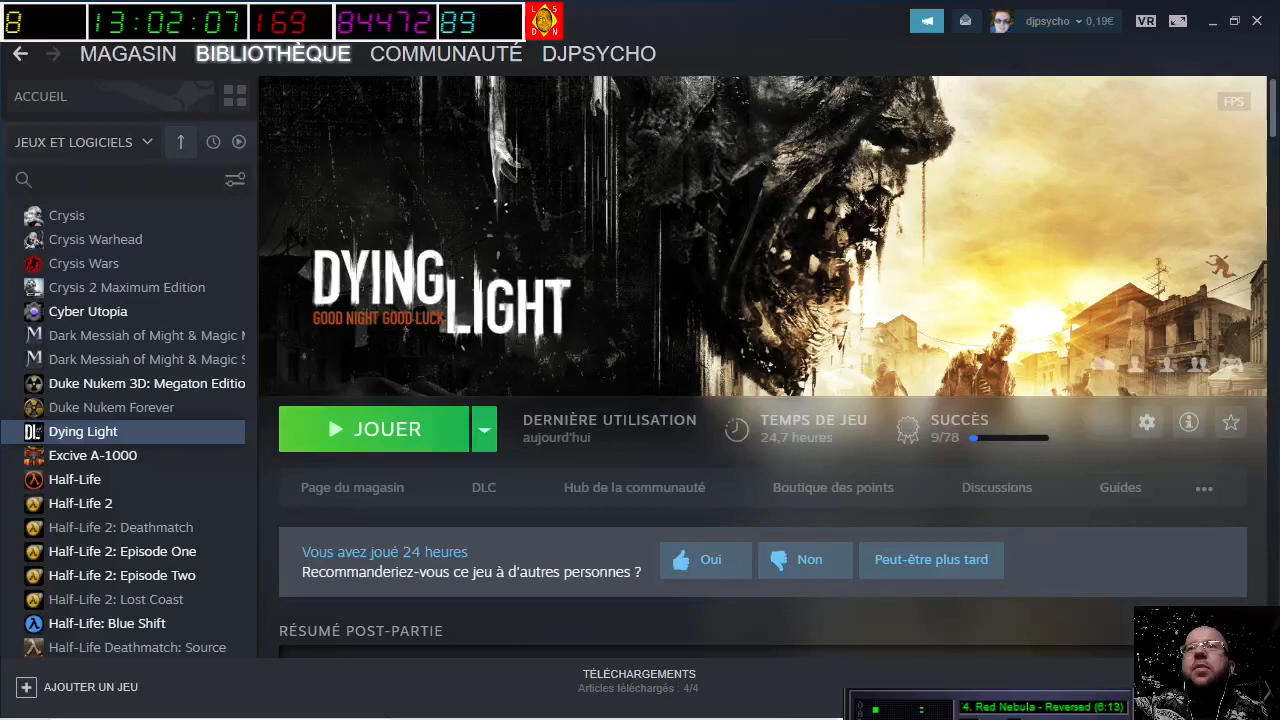 8 13:02:07 169 84472 89 L S D N
djpsycho 0,19€ VR
MAGASIN BIBLIOTHÈQUE COMMUNAUTÉ DJPSYCHO
ACCUEIL
JEUX ET LOGICIELS
Crysis
Crysis Warhead
Crysis Wars
Crysis 2 Maximum Edition
Cyber Utopia
Dark Messiah of Might & Magic M
Dark Messiah of Might & Magic S
Duke Nukem 3D: Megaton Editio
Duke Nukem Forever
Dying Light
Excive A-1000
Half-Life
Half-Life 2
Half-Life 2: Deathmatch
Half-Life 2: Episode One
Half-Life 2: Episode Two
Half-Life 2: Lost Coast
Half-Life: Blue Shift
Half-Life Deathmatch: Source
AJOUTER UN JEU
FPS
DYING LIGHT
GOOD NIGHT GOOD LUCK
JOUER
DERNIÈRE UTILISATION
aujourd'hui
TEMPS DE JEU
24,7 heures
SUCCÈS
9/78
Page du magasin DLC Hub de la communauté Boutique des points Discussions Guides
Vous avez joué 24 heures
Recommanderiez-vous ce jeu à d'autres personnes ?
Oui Non Peut-être plus tard
RÉSUMÉ POST-PARTIE
TÉLÉCHARGEMENTS
Articles téléchargés : 4/4
4. Red Nebula - Reversed (6:13)